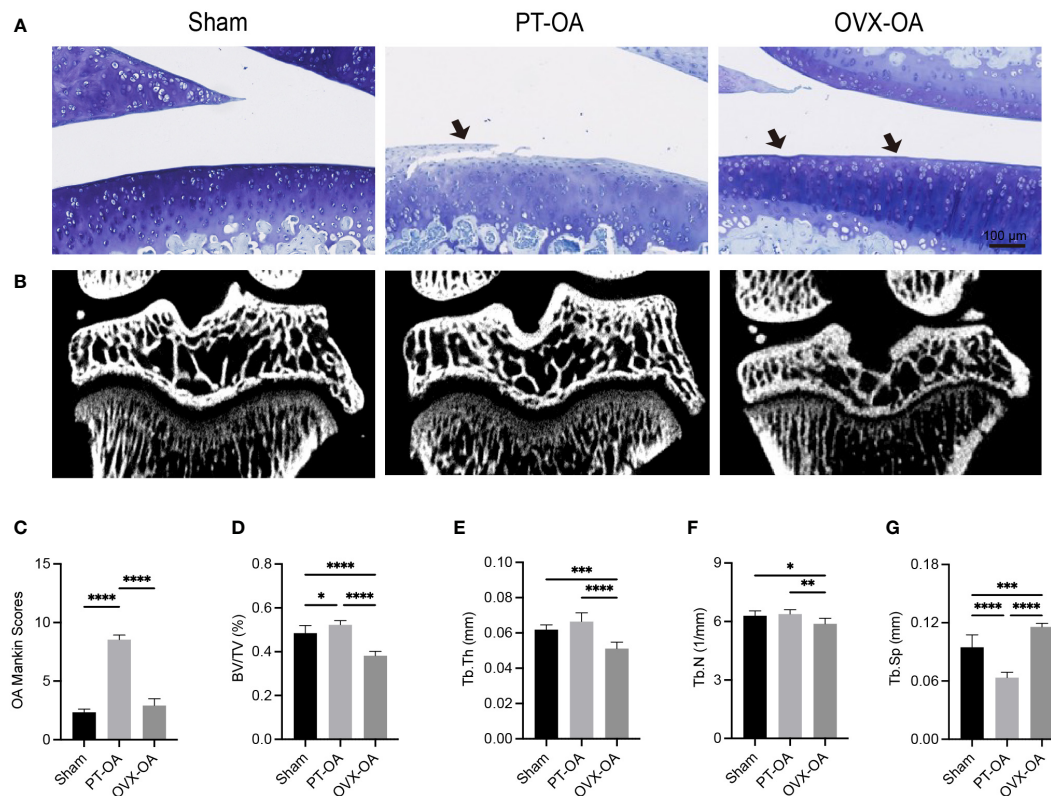 A
Sham
PT-OA
OVX-OA
100 µm
B
C
OA Mankin Scores
15
10
5
0
****
****
Sham
PT-OA
OVX-OA
D
BV/TV (%)
0.8
0.6
0.4
0.2
0.0
****
*
****
Sham
PT-OA
OVX-OA
E
Tb.Th (mm)
0.10
0.08
0.06
0.04
0.02
0.00
***
****
Sham
PT-OA
OVX-OA
F
Tb.N (1/mm)
9
6
3
0
*
**
Sham
PT-OA
OVX-OA
G
Tb.Sp (mm)
0.18
0.12
0.06
0.00
***
****
****
Sham
PT-OA
OVX-OA